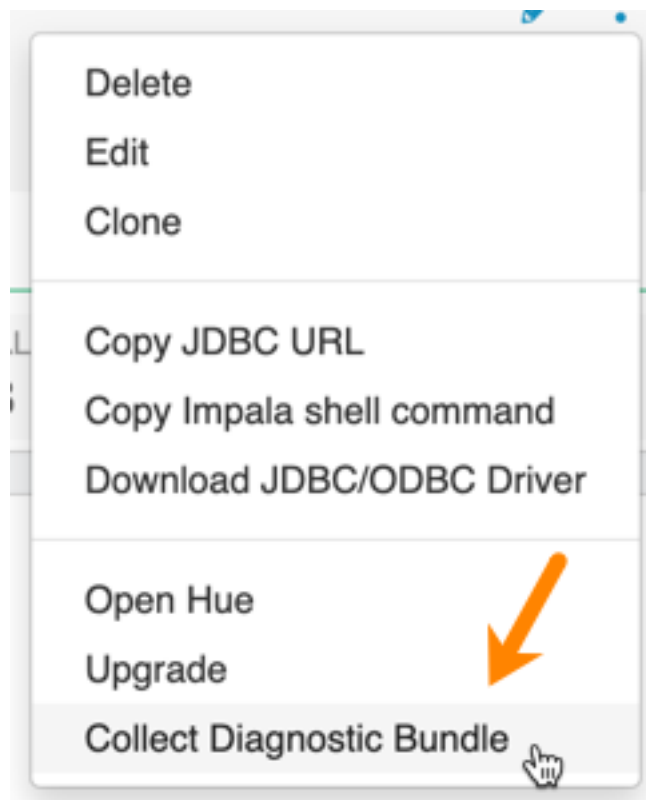 Delete
Edit
Clone
Copy JDBC URL
Copy Impala shell command
Download JDBC/ODBC Driver
Open Hue
Upgrade
Collect Diagnostic Bundle